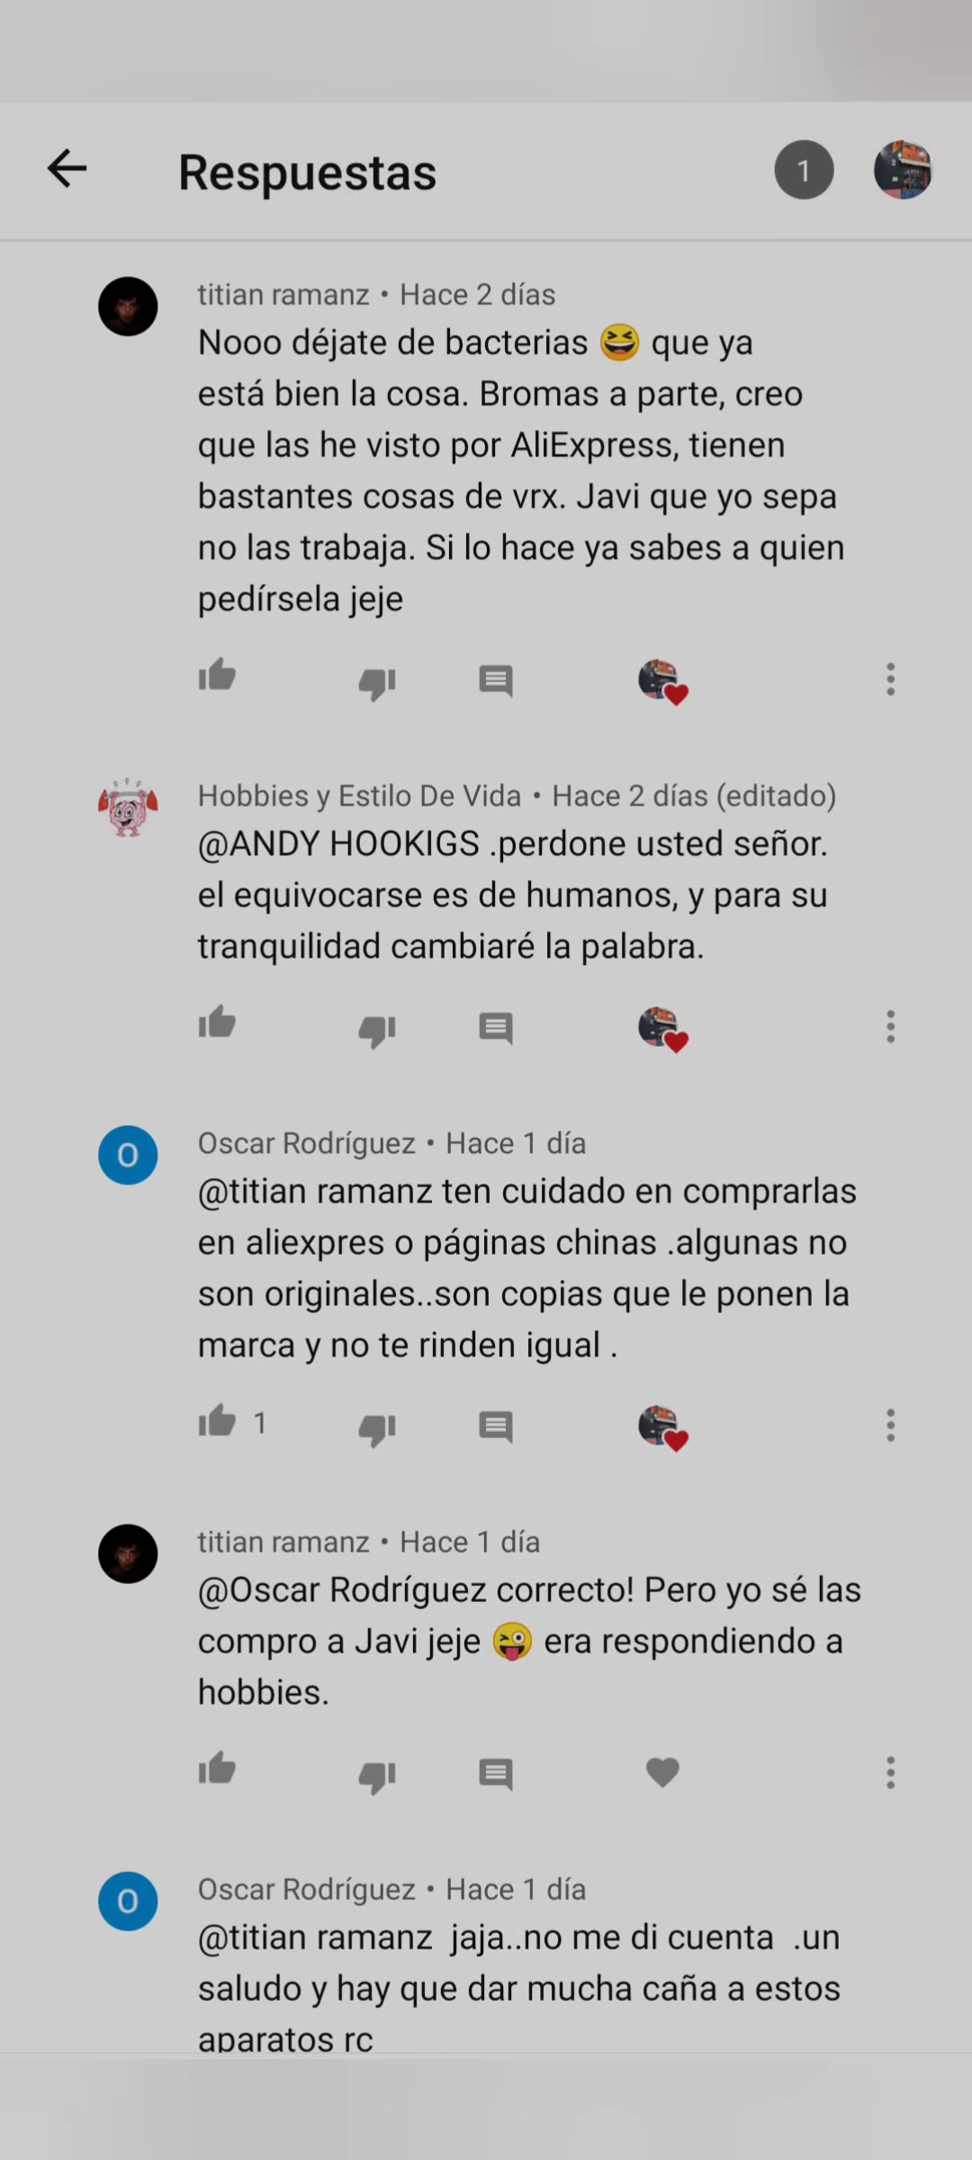 Respuestas
1
titian ramanz • Hace 2 días
Nooo déjate de bacterias 😆 que ya
está bien la cosa. Bromas a parte, creo
que las he visto por AliExpress, tienen
bastantes cosas de vrx. Javi que yo sepa
no las trabaja. Si lo hace ya sabes a quien
pedírsela jeje
Hobbies y Estilo De Vida • Hace 2 días (editado)
@ANDY HOOKIGS .perdone usted señor.
el equivocarse es de humanos, y para su
tranquilidad cambiaré la palabra.
O
Oscar Rodríguez • Hace 1 día
@titian ramanz ten cuidado en comprarlas
en aliexpres o páginas chinas .algunas no
son originales..son copias que le ponen la
marca y no te rinden igual .
1
titian ramanz • Hace 1 día
@Oscar Rodríguez correcto! Pero yo sé las
compro a Javi jeje 😜 era respondiendo a
hobbies.
O
Oscar Rodríguez • Hace 1 día
@titian ramanz  jaja..no me di cuenta  .un
saludo y hay que dar mucha caña a estos
aparatos rc